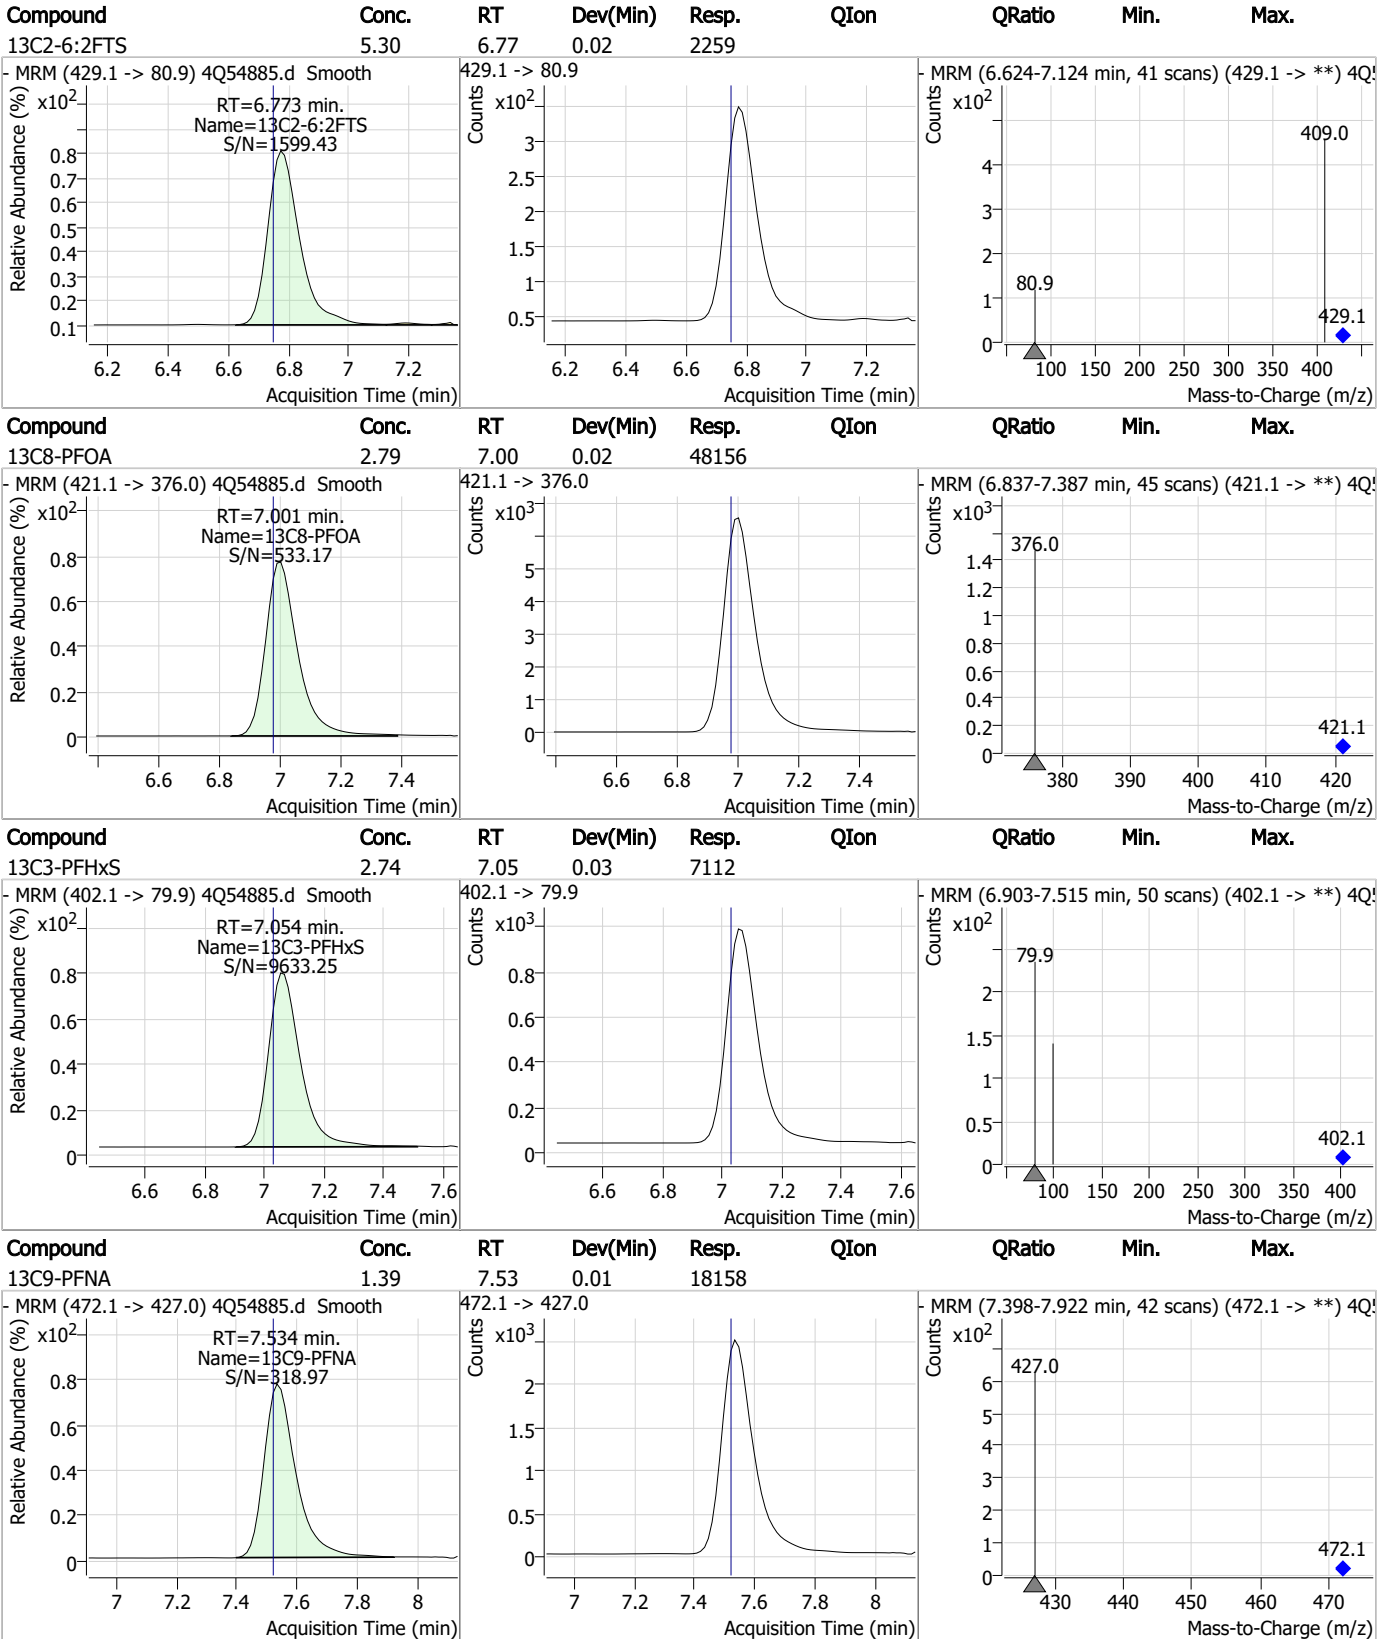 Compound Conc. RT Dev(Min) Resp. QIon QRatio Min. Max.
13C2-6:2FTS 5.30 6.77 0.02 2259
- MRM (429.1 -> 80.9) 4Q54885.d Smooth
Relative Abundance (%)
x10²
RT=6.773 min.
Name=13C2-6:2FTS
S/N=1599.43
0.8
0.7
0.6
0.5
0.4
0.3
0.2
0.1
6.2 6.4 6.6 6.8 7 7.2
Acquisition Time (min)
429.1 -> 80.9
Counts
x10²
3
2.5
2
1.5
1
0.5
6.2 6.4 6.6 6.8 7 7.2
Acquisition Time (min)
- MRM (6.624-7.124 min, 41 scans) (429.1 -> **) 4Q5
Counts
x10²
409.0
4
3
2
80.9
1
429.1
0
100 150 200 250 300 350 400
Mass-to-Charge (m/z)
Compound Conc. RT Dev(Min) Resp. QIon QRatio Min. Max.
13C8-PFOA 2.79 7.00 0.02 48156
- MRM (421.1 -> 376.0) 4Q54885.d Smooth
Relative Abundance (%)
x10²
RT=7.001 min.
Name=13C8-PFOA
S/N=533.17
0.8
0.6
0.4
0.2
0
6.6 6.8 7 7.2 7.4
Acquisition Time (min)
421.1 -> 376.0
Counts
x10³
5
4
3
2
1
0
6.6 6.8 7 7.2 7.4
Acquisition Time (min)
- MRM (6.837-7.387 min, 45 scans) (421.1 -> **) 4Q5
Counts
x10³
376.0
1.4
1.2
1
0.8
0.6
0.4
0.2
421.1
0
380 390 400 410 420
Mass-to-Charge (m/z)
Compound Conc. RT Dev(Min) Resp. QIon QRatio Min. Max.
13C3-PFHxS 2.74 7.05 0.03 7112
- MRM (402.1 -> 79.9) 4Q54885.d Smooth
Relative Abundance (%)
x10²
RT=7.054 min.
Name=13C3-PFHxS
S/N=9633.25
0.8
0.6
0.4
0.2
0
6.6 6.8 7 7.2 7.4 7.6
Acquisition Time (min)
402.1 -> 79.9
Counts
x10³
0.8
0.6
0.4
0.2
0
6.6 6.8 7 7.2 7.4 7.6
Acquisition Time (min)
- MRM (6.903-7.515 min, 50 scans) (402.1 -> **) 4Q5
Counts
x10²
79.9
2
1.5
1
0.5
402.1
0
100 150 200 250 300 350 400
Mass-to-Charge (m/z)
Compound Conc. RT Dev(Min) Resp. QIon QRatio Min. Max.
13C9-PFNA 1.39 7.53 0.01 18158
- MRM (472.1 -> 427.0) 4Q54885.d Smooth
Relative Abundance (%)
x10²
RT=7.534 min.
Name=13C9-PFNA
S/N=318.97
0.8
0.6
0.4
0.2
0
7 7.2 7.4 7.6 7.8 8
Acquisition Time (min)
472.1 -> 427.0
Counts
x10³
2
1.5
1
0.5
0
7 7.2 7.4 7.6 7.8 8
Acquisition Time (min)
- MRM (7.398-7.922 min, 42 scans) (472.1 -> **) 4Q5
Counts
x10²
427.0
6
5
4
3
2
1
472.1
0
430 440 450 460 470
Mass-to-Charge (m/z)